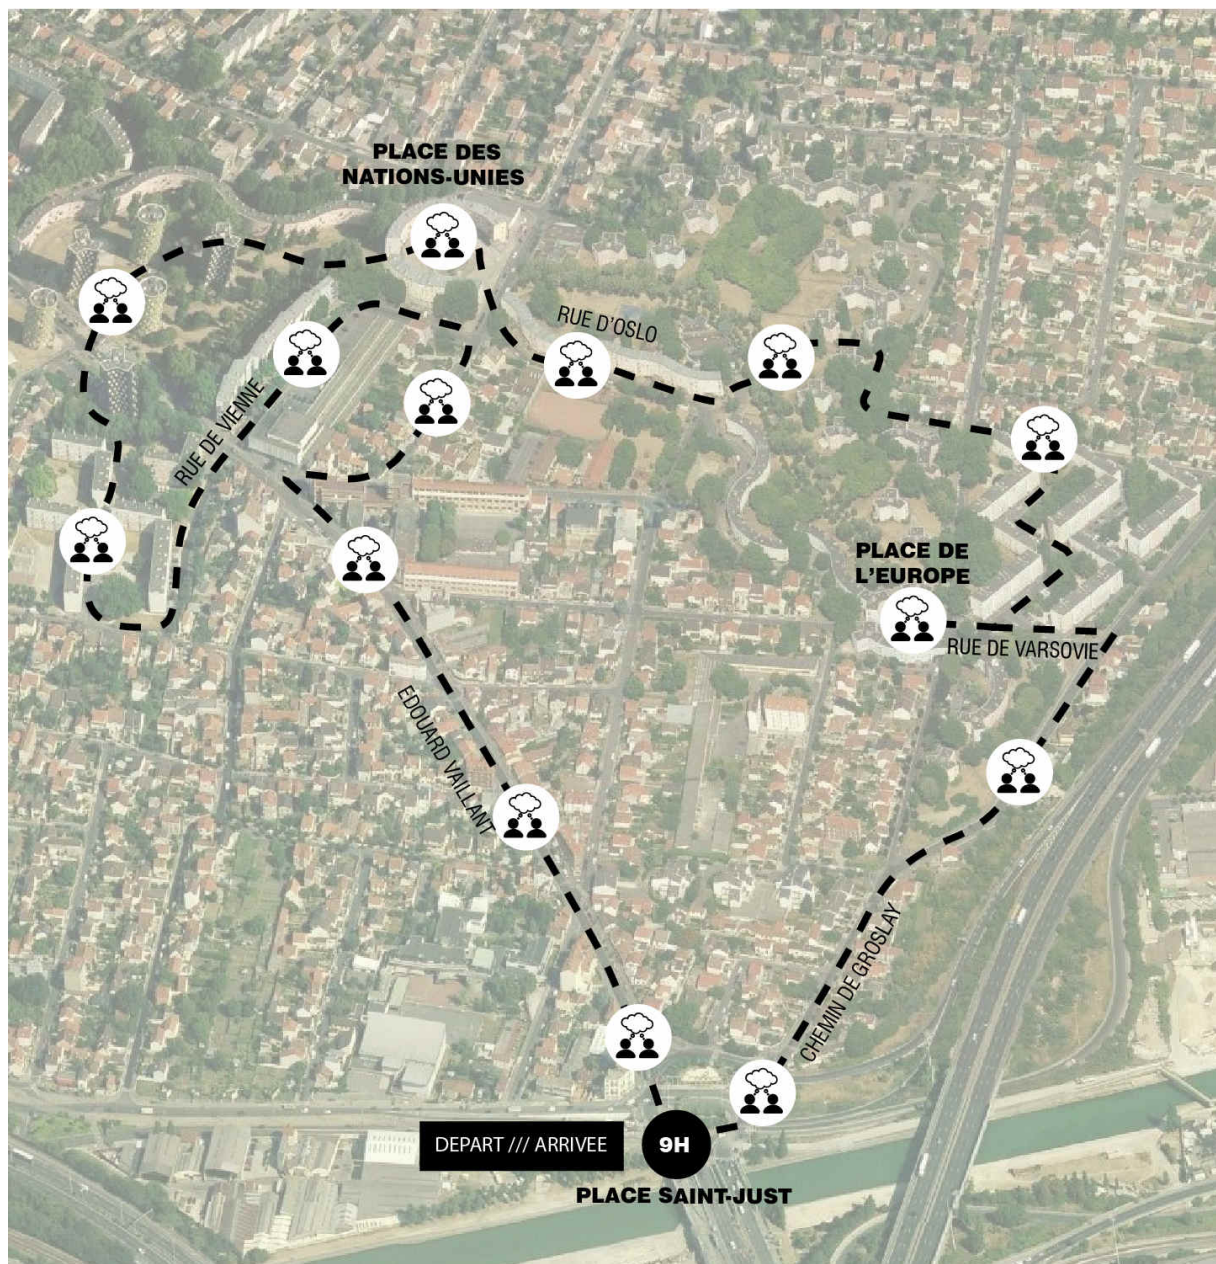 PLACE DES
NATIONS-UNIES
RUE D'OSLO
RUE DE VIENNE
PLACE DE
L'EUROPE
RUE DE VARSOVIE
EDOUARD VAILLANT
CHEMIN DE GROSLAY
DEPART /// ARRIVEE
9H
PLACE SAINT-JUST